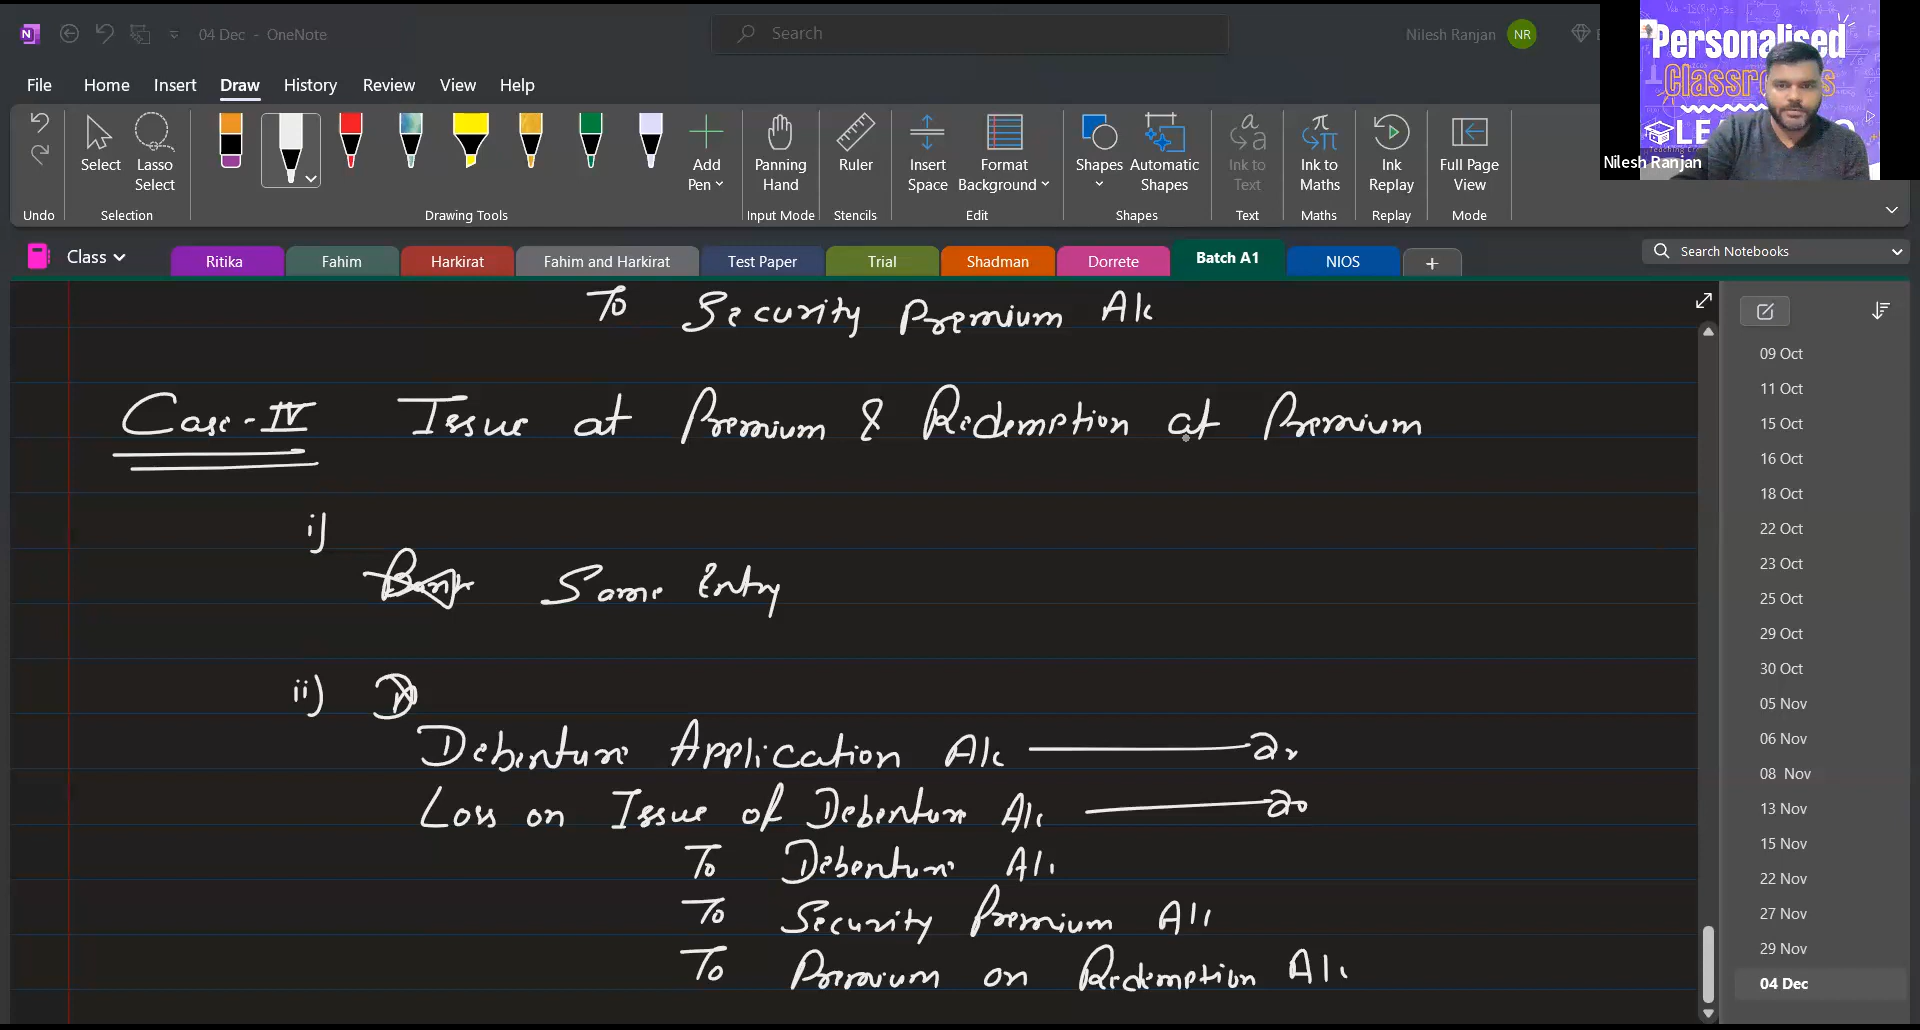 04 Dec - OneNote
Search
Nilesh Ranjan NR
Personalised
Classrooms
Nilesh Ranjan
File Home Insert Draw History Review View Help
Select Lasso Select
Add Pen
Panning Hand
Ruler
Insert Space
Format Background
Shapes
Automatic Shapes
Ink to Text
Ink to Maths
Ink Replay
Full Page View
Undo Selection Drawing Tools Input Mode Stencils Edit Shapes Text Maths Replay Mode
Class Ritika Fahim Harkirat Fahim and Harkirat Test Paper Trial Shadman Dorrete Batch A1 NIOS +
Search Notebooks
To Security Premium A/c
Case-IV Issue at Premium & Redemption at Premium
i)
Same Entry
ii)
Debenture Application A/c
Loss on Issue of Debenture A/c
To Debenture A/c
To Security Premium A/c
To Premium on Redemption A/c
09 Oct
11 Oct
15 Oct
16 Oct
18 Oct
22 Oct
23 Oct
25 Oct
29 Oct
30 Oct
05 Nov
06 Nov
08 Nov
13 Nov
15 Nov
22 Nov
27 Nov
29 Nov
04 Dec